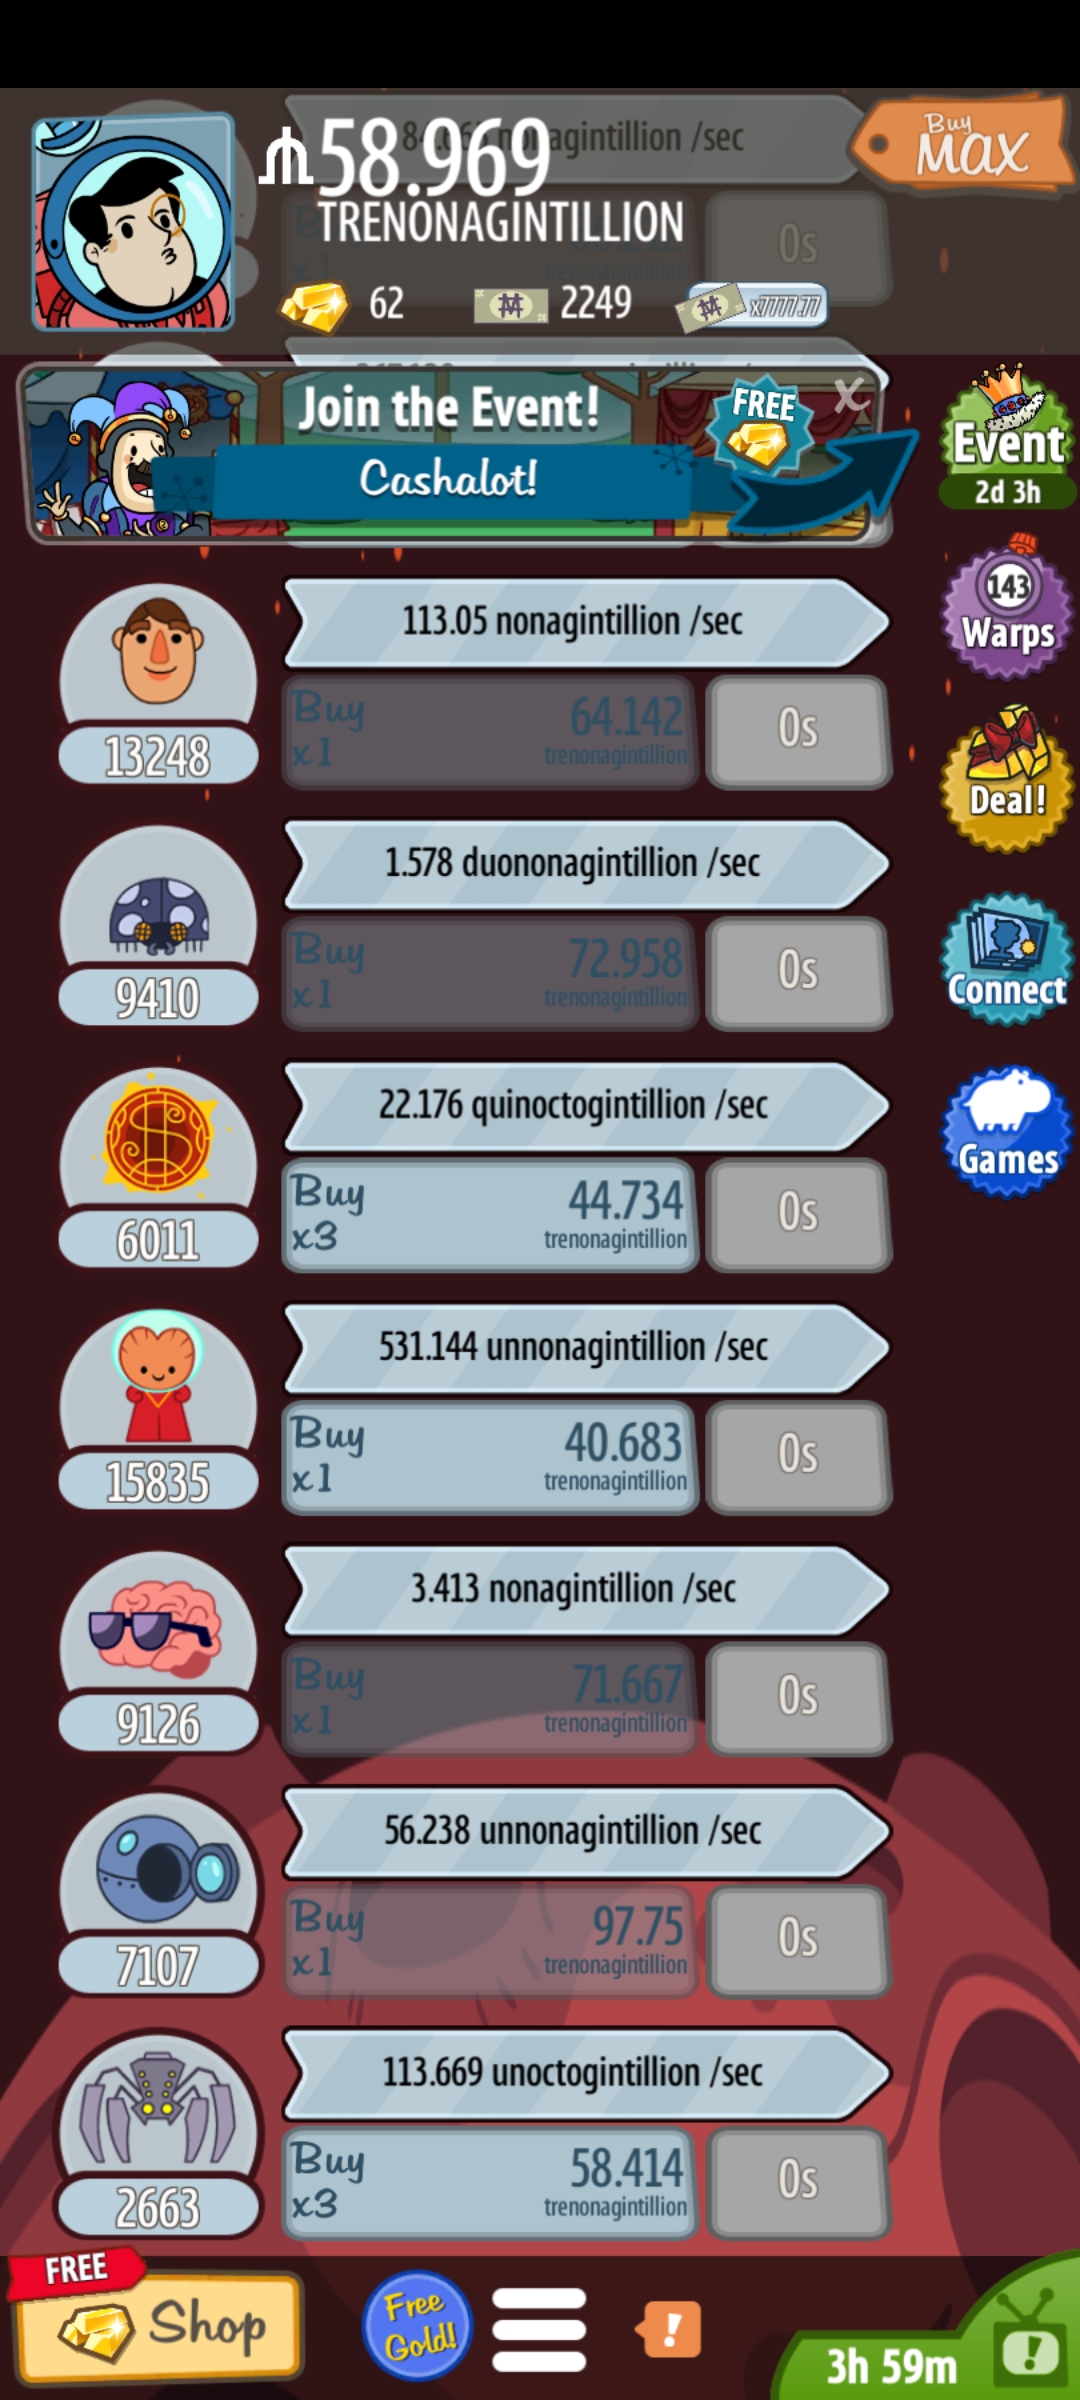 nonagintillion /sec
Buy
MAX
58.969
TRENONAGINTILLION
x1
trenonagintillion
0s
62
2249
x7777.77
Join the Event!
FREE
X
Cashalot!
Event
2d 3h
143
Warps
113.05 nonagintillion /sec
Buy
x1
64.142
trenonagintillion
0s
13248
Deal!
1.578 duononagintillion /sec
Buy
x1
72.958
trenonagintillion
0s
9410
Connect
22.176 quinoctogintillion /sec
Buy
x3
44.734
trenonagintillion
0s
6011
Games
531.144 unnonagintillion /sec
Buy
x1
40.683
trenonagintillion
0s
15835
3.413 nonagintillion /sec
Buy
x1
71.667
trenonagintillion
0s
9126
56.238 unnonagintillion /sec
Buy
x1
97.75
trenonagintillion
0s
7107
113.669 unoctogintillion /sec
Buy
x3
58.414
trenonagintillion
0s
2663
FREE
Shop
Free
Gold!
!
3h 59m
!